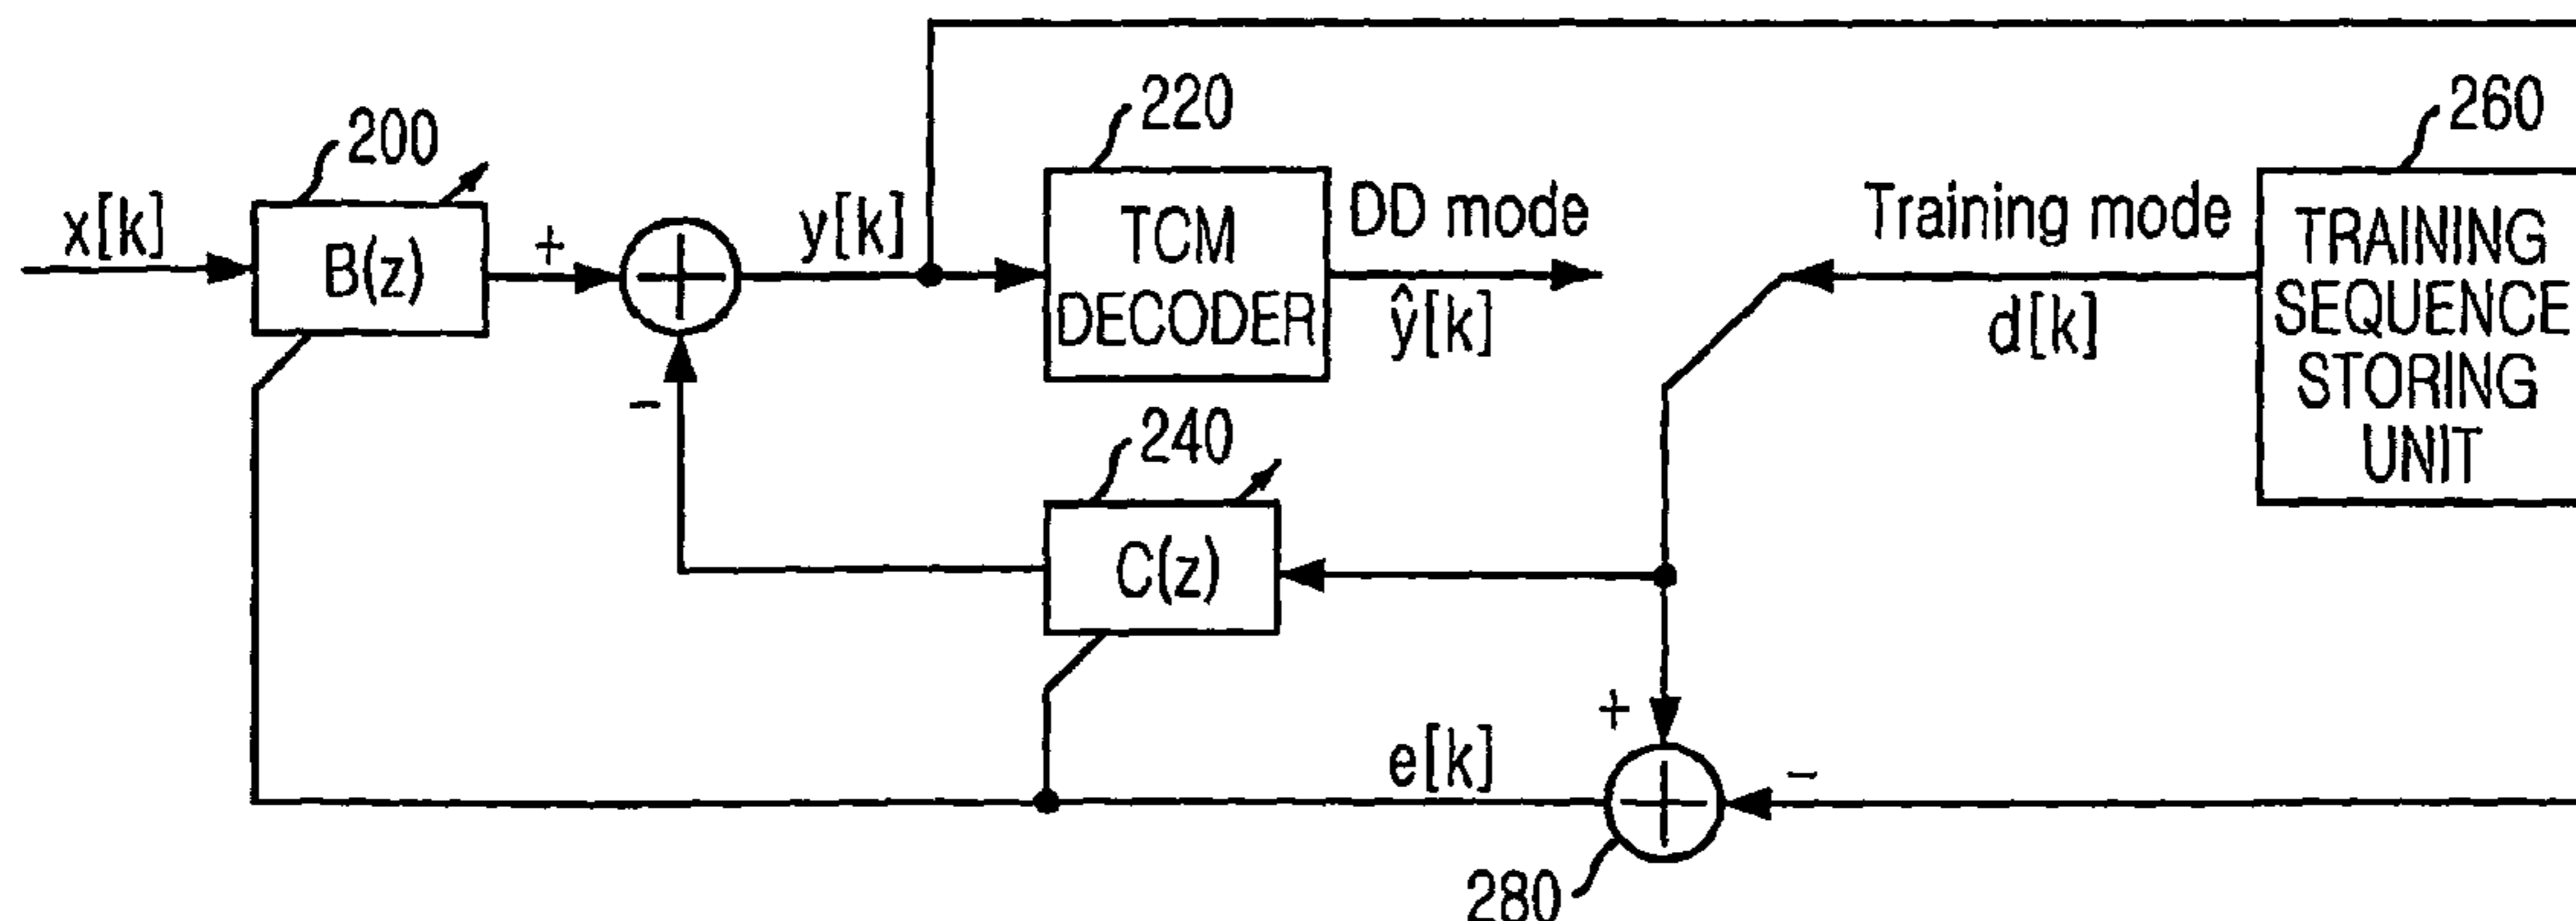 220
260
200
x[k]
B(z)
+
y[k]
TCM
DECODER
DD mode
ŷ[k]
Training mode
d[k]
TRAINING
SEQUENCE
STORING
UNIT
-
240
C(z)
+
-
e[k]
280